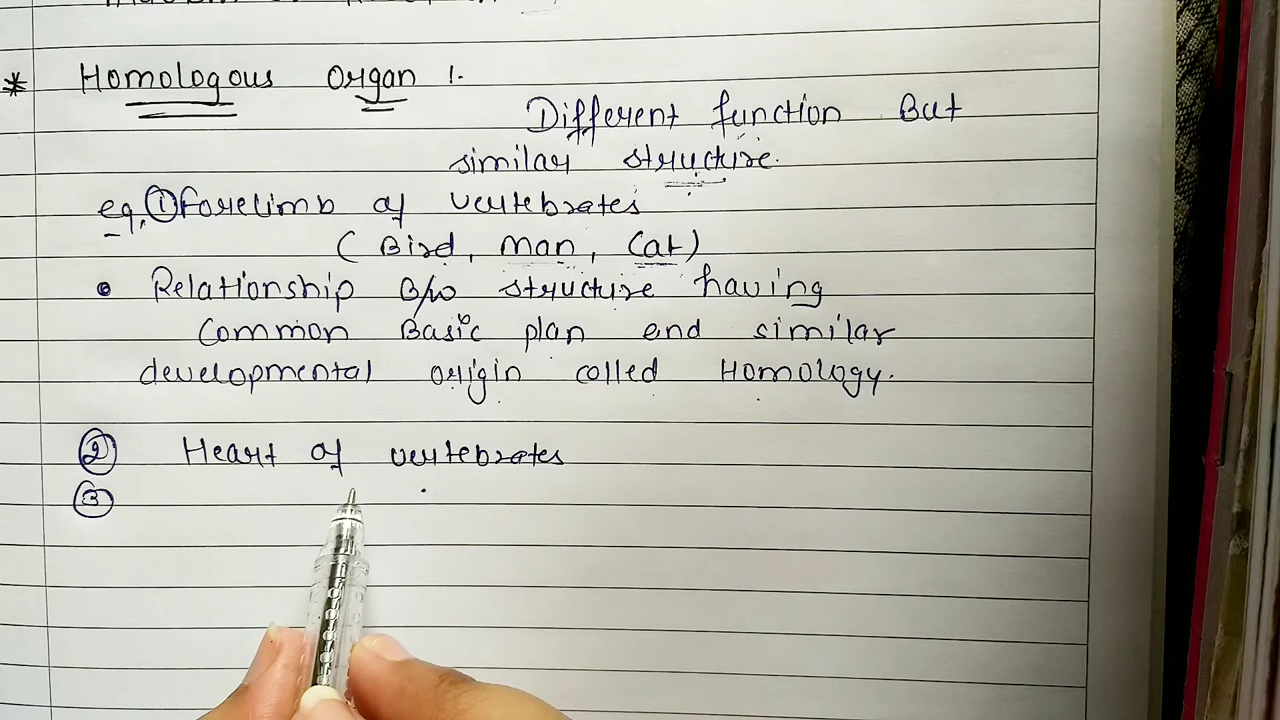 * Homologous Organ :-
Different function But
similar structure.
eg. ① Forelimb of vertebrates
( Bird, man, Cat )
• Relationship B/w structure having
Common Basic plan end similar
developmental origin called Homology.
② Heart of vertebrates
③